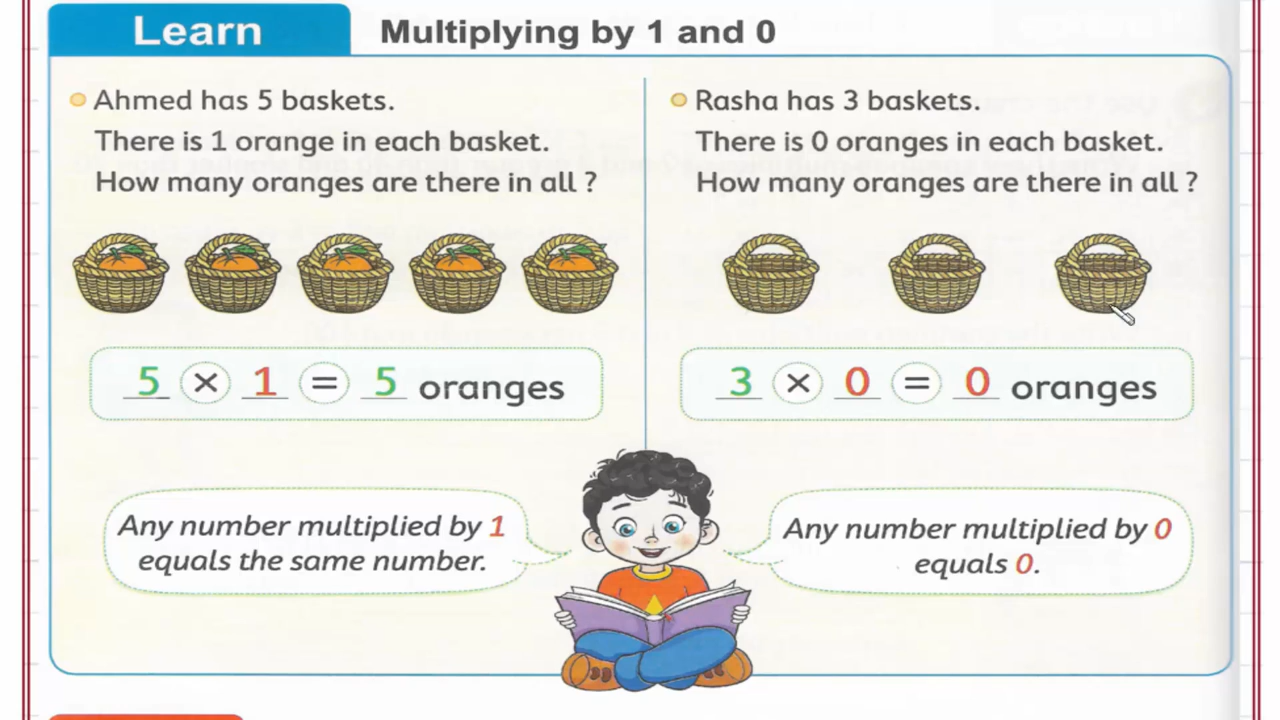 Learn
Multiplying by 1 and 0
Ahmed has 5 baskets.
There is 1 orange in each basket.
How many oranges are there in all ?
5 × 1 = 5 oranges
Any number multiplied by 1
equals the same number.
Rasha has 3 baskets.
There is 0 oranges in each basket.
How many oranges are there in all ?
3 × 0 = 0 oranges
Any number multiplied by 0
equals 0.